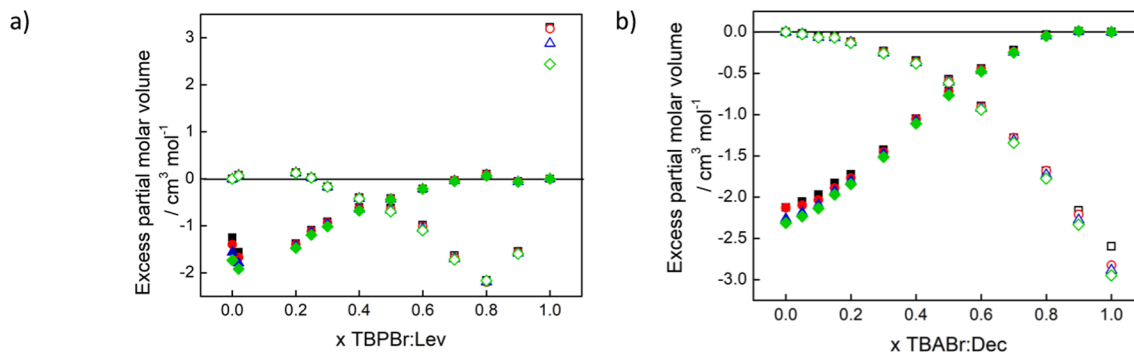 a)
Excess partial molar volume
/ cm³ mol⁻¹
3
2
1
0
-1
-2
0.0 0.2 0.4 0.6 0.8 1.0
x TBPBr:Lev
b)
Excess partial molar volume
/ cm³ mol⁻¹
0.0
-0.5
-1.0
-1.5
-2.0
-2.5
-3.0
0.0 0.2 0.4 0.6 0.8 1.0
x TBABr:Dec